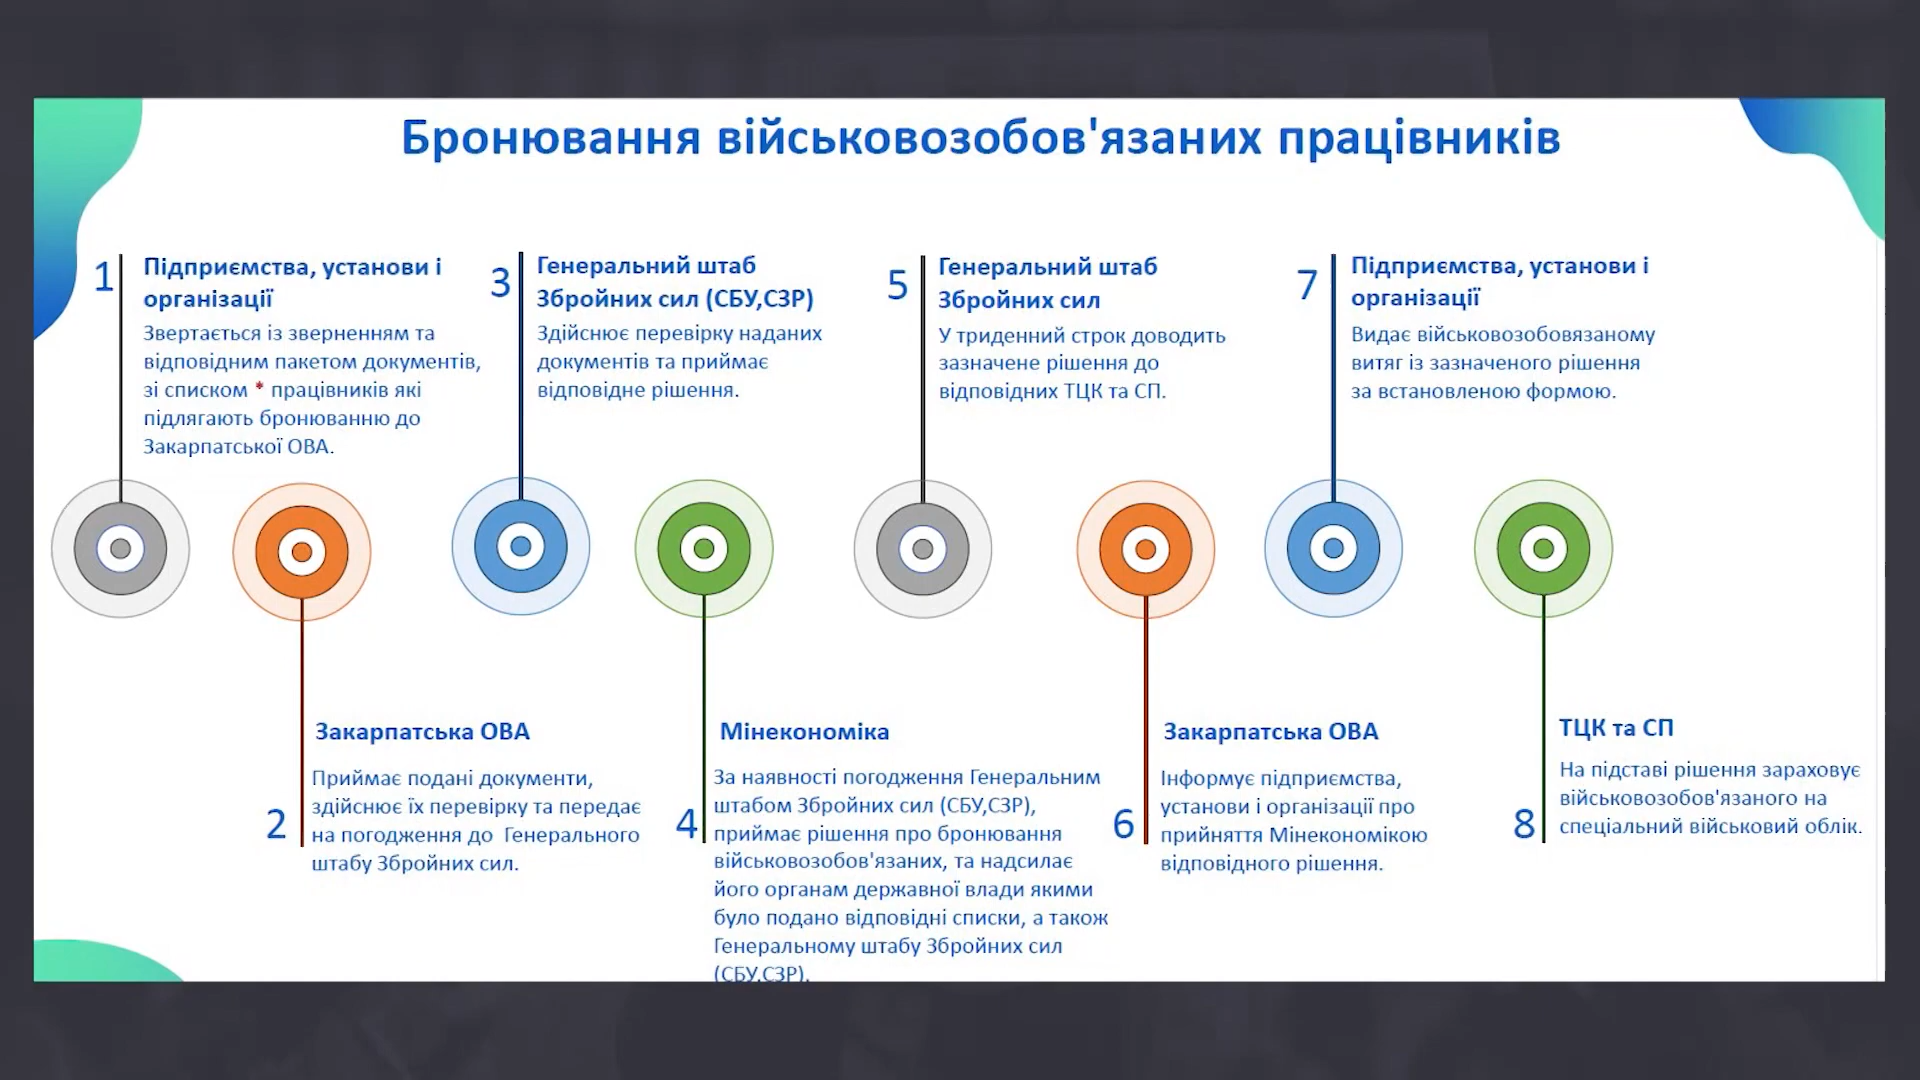 Бронювання військовозобов'язаних працівників
1
Підприємства, установи і
організації
Звертається із зверненням та
відповідним пакетом документів,
зі списком * працівників які
підлягають бронюванню до
Закарпатської ОВА.
2
Закарпатська ОВА
Приймає подані документи,
здійснює їх перевірку та передає
на погодження до Генерального
штабу Збройних сил.
3
Генеральний штаб
Збройних сил (СБУ,СЗР)
Здійснює перевірку наданих
документів та приймає
відповідне рішення.
4
Мінекономіка
За наявності погодження Генеральним
штабом Збройних сил (СБУ,СЗР),
приймає рішення про бронювання
військовозобов'язаних, та надсилає
його органам державної влади якими
було подано відповідні списки, а також
Генеральному штабу Збройних сил
(СБУ,СЗР).
5
Генеральний штаб
Збройних сил
У триденний строк доводить
зазначене рішення до
відповідних ТЦК та СП.
6
Закарпатська ОВА
Інформує підприємства,
установи і організації про
прийняття Мінекономікою
відповідного рішення.
7
Підприємства, установи і
організації
Видає військовозобовязаному
витяг із зазначеного рішення
за встановленою формою.
8
ТЦК та СП
На підставі рішення зараховує
військовозобов'язаного на
спеціальний військовий облік.